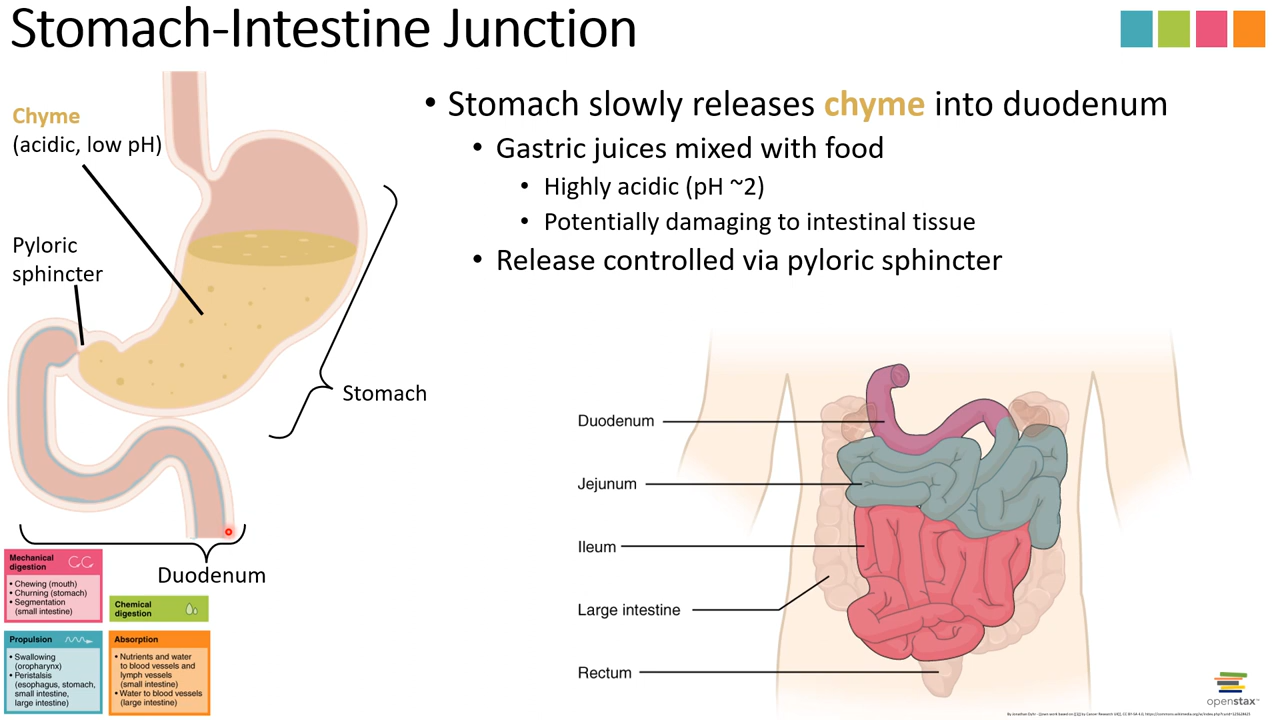 Stomach-Intestine Junction
Chyme
(acidic, low pH)
Pyloric
sphincter
Stomach
Duodenum
• Stomach slowly releases chyme into duodenum
• Gastric juices mixed with food
• Highly acidic (pH ~2)
• Potentially damaging to intestinal tissue
• Release controlled via pyloric sphincter
Duodenum
Jejunum
Ileum
Large intestine
Rectum
Mechanical
digestion
• Chewing (mouth)
• Churning (stomach)
• Segmentation
(small intestine)
Chemical
digestion
Propulsion
• Swallowing
(oropharynx)
• Peristalsis
(esophagus, stomach,
small intestine,
large intestine)
Absorption
• Nutrients and water
to blood vessels and
lymph vessels
(small intestine)
• Water to blood vessels
(large intestine)
openstax